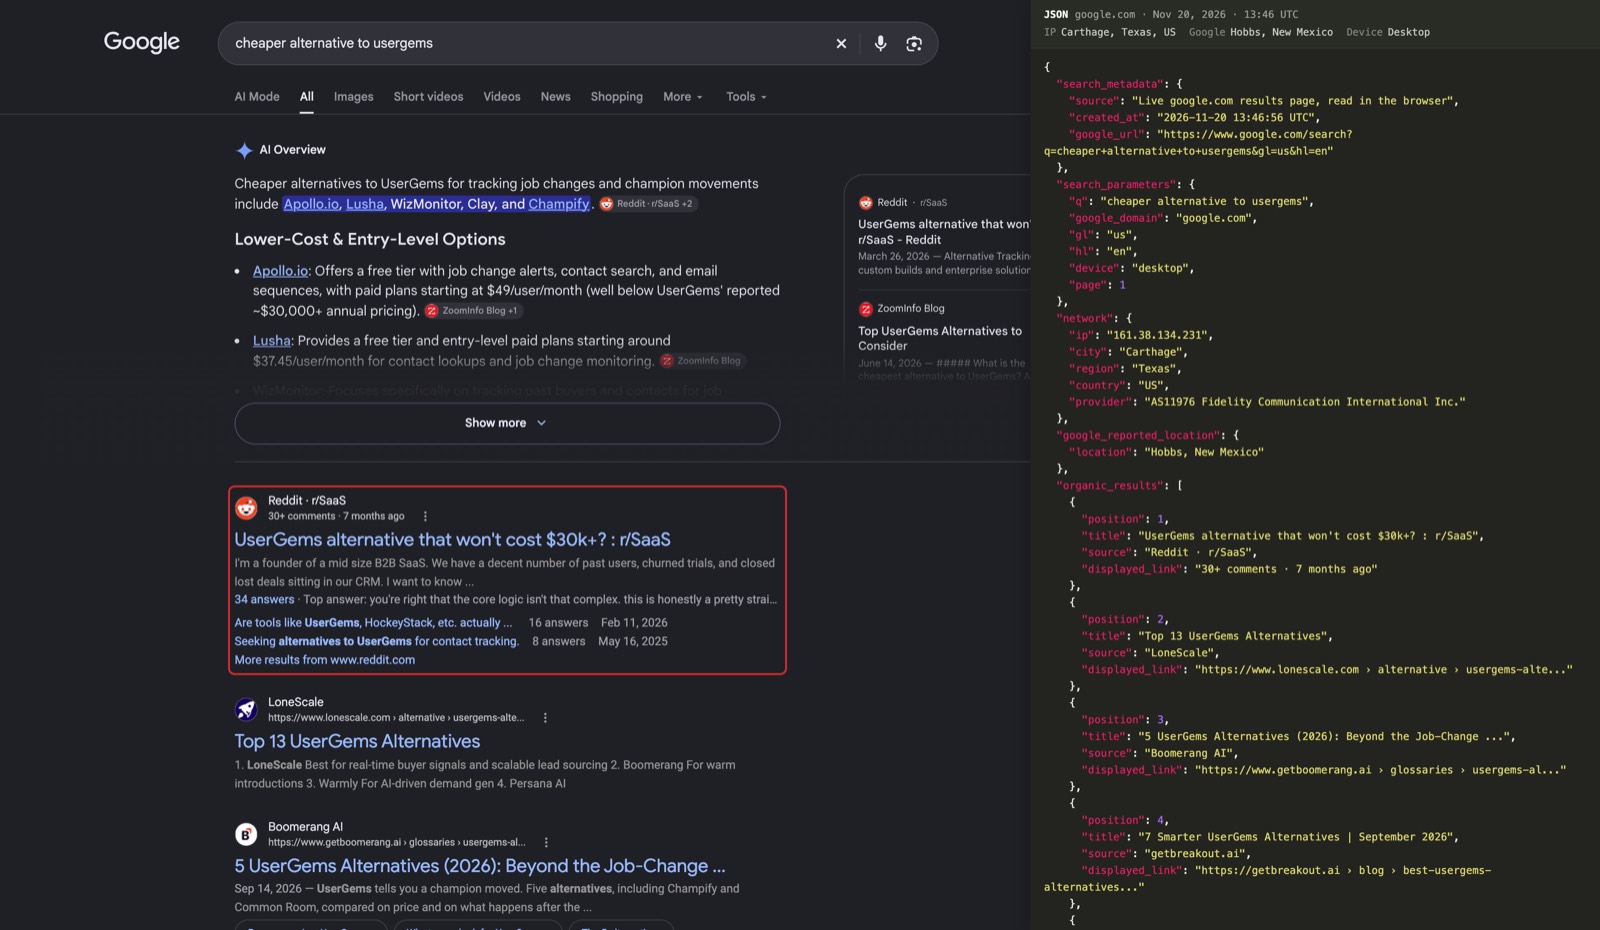 Google
cheaper alternative to usergems
AI Mode All Images Short videos Videos News Shopping More Tools
AI Overview
Cheaper alternatives to UserGems for tracking job changes and champion movements
include Apollo.io, Lusha, WizMonitor, Clay, and Champify. Reddit · r/SaaS +2
Lower-Cost & Entry-Level Options
• Apollo.io: Offers a free tier with job change alerts, contact search, and email
sequences, with paid plans starting at $49/user/month (well below UserGems' reported
~$30,000+ annual pricing). ZoomInfo Blog +1
• Lusha: Provides a free tier and entry-level paid plans starting around
$37.45/user/month for contact lookups and job change monitoring. ZoomInfo Blog
• WizMonitor: Focuses specifically on tracking past buyers and contacts for job
Show more
Reddit · r/SaaS
UserGems alternative that won'
r/SaaS - Reddit
March 26, 2026 — Alternative Trackin
custom builds and enterprise solution
ZoomInfo Blog
Top UserGems Alternatives to
Consider
June 14, 2026 — ##### What is the
cheapest alternative to UserGems? A
Reddit · r/SaaS
30+ comments · 7 months ago
UserGems alternative that won't cost $30k+? : r/SaaS
I'm a founder of a mid size B2B SaaS. We have a decent number of past users, churned trials, and closed
lost deals sitting in our CRM. I want to know ...
34 answers · Top answer: you're right that the core logic isn't that complex. this is honestly a pretty strai...
Are tools like UserGems, HockeyStack, etc. actually ... 16 answers Feb 11, 2026
Seeking alternatives to UserGems for contact tracking. 8 answers May 16, 2025
More results from www.reddit.com
LoneScale
https://www.lonescale.com › alternative › usergems-alte...
Top 13 UserGems Alternatives
1. LoneScale Best for real-time buyer signals and scalable lead sourcing 2. Boomerang For warm
introductions 3. Warmly For AI-driven demand gen 4. Persana AI
Boomerang AI
https://www.getboomerang.ai › glossaries › usergems-al...
5 UserGems Alternatives (2026): Beyond the Job-Change ...
Sep 14, 2026 — UserGems tells you a champion moved. Five alternatives, including Champify and
Common Room, compared on price and on what happens after the ...
JSON google.com · Nov 20, 2026 · 13:46 UTC
IP Carthage, Texas, US Google Hobbs, New Mexico Device Desktop
{
"search_metadata": {
"source": "Live google.com results page, read in the browser",
"created_at": "2026-11-20 13:46:56 UTC",
"google_url": "https://www.google.com/search?
q=cheaper+alternative+to+usergems&gl=us&hl=en"
},
"search_parameters": {
"q": "cheaper alternative to usergems",
"google_domain": "google.com",
"gl": "us",
"hl": "en",
"device": "desktop",
"page": 1
},
"network": {
"ip": "161.38.134.231",
"city": "Carthage",
"region": "Texas",
"country": "US",
"provider": "AS11976 Fidelity Communication International Inc."
},
"google_reported_location": {
"location": "Hobbs, New Mexico"
},
"organic_results": [
{
"position": 1,
"title": "UserGems alternative that won't cost $30k+? : r/SaaS",
"source": "Reddit · r/SaaS",
"displayed_link": "30+ comments · 7 months ago"
},
{
"position": 2,
"title": "Top 13 UserGems Alternatives",
"source": "LoneScale",
"displayed_link": "https://www.lonescale.com › alternative › usergems-alte..."
},
{
"position": 3,
"title": "5 UserGems Alternatives (2026): Beyond the Job-Change ...",
"source": "Boomerang AI",
"displayed_link": "https://www.getboomerang.ai › glossaries › usergems-al..."
},
{
"position": 4,
"title": "7 Smarter UserGems Alternatives | September 2026",
"source": "getbreakout.ai",
"displayed_link": "https://getbreakout.ai › blog › best-usergems-
alternatives..."
},
{